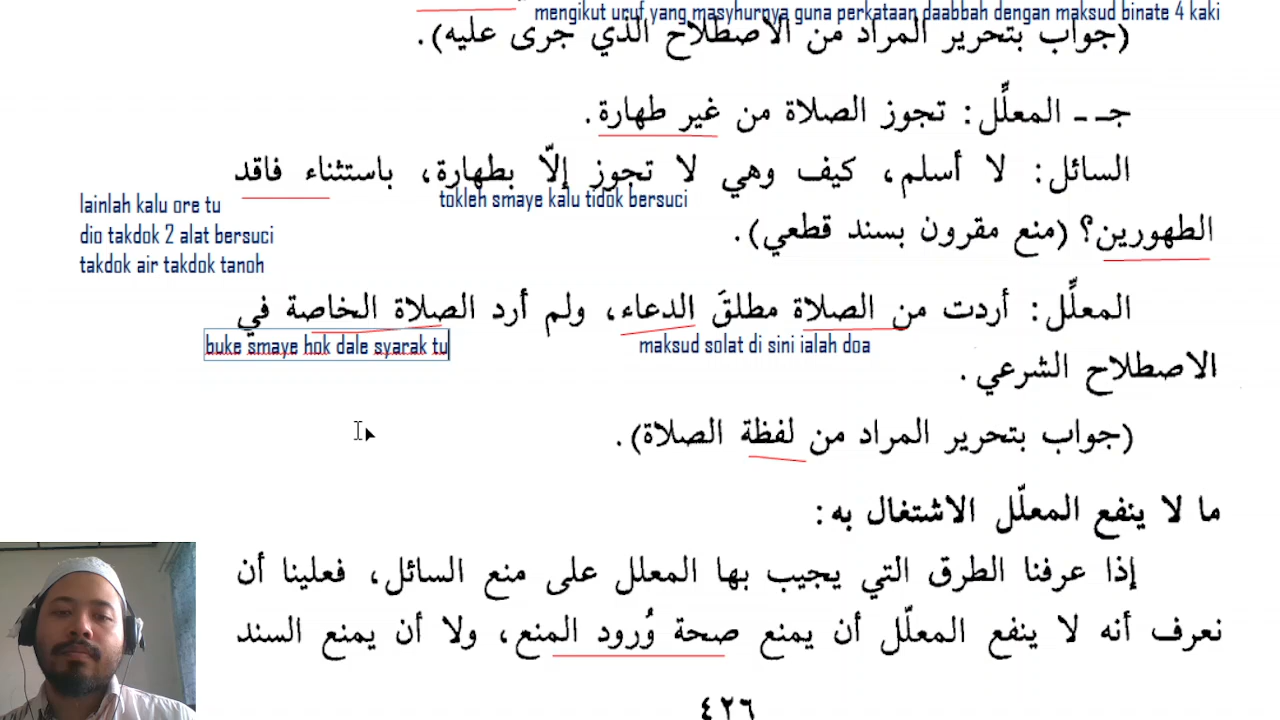 mengikut uruf yang masyhurnya guna perkataan daabbah dengan maksud binate 4 kaki
(جواب بتحرير المراد من الاصطلاح الذي جرى عليه).
جـ ـ المعلِّل: تجوز الصلاة من غير طهارة.
السائل: لا أسلم، كيف وهي لا تجوز إلّا بطهارة، باستثناء فاقد
tokleh smaye kalu tidok bersuci
lainlah kalu ore tu
dio takdok 2 alat bersuci
takdok air takdok tanoh
الطهورين؟ (منع مقرون بسند قطعي).
المعلِّل: أردت من الصلاة مطلقَ الدعاء، ولم أرد الصلاة الخاصة في
maksud solat di sini ialah doa
buke smaye hok dale syarak tu
الاصطلاح الشرعي.
(جواب بتحرير المراد من لفظة الصلاة).
ما لا ينفع المعلّل الاشتغال به:
إذا عرفنا الطرق التي يجيب بها المعلل على منع السائل، فعلينا أن
نعرف أنه لا ينفع المعلّل أن يمنع صحة وُرود المنع، ولا أن يمنع السند
٤٢٦